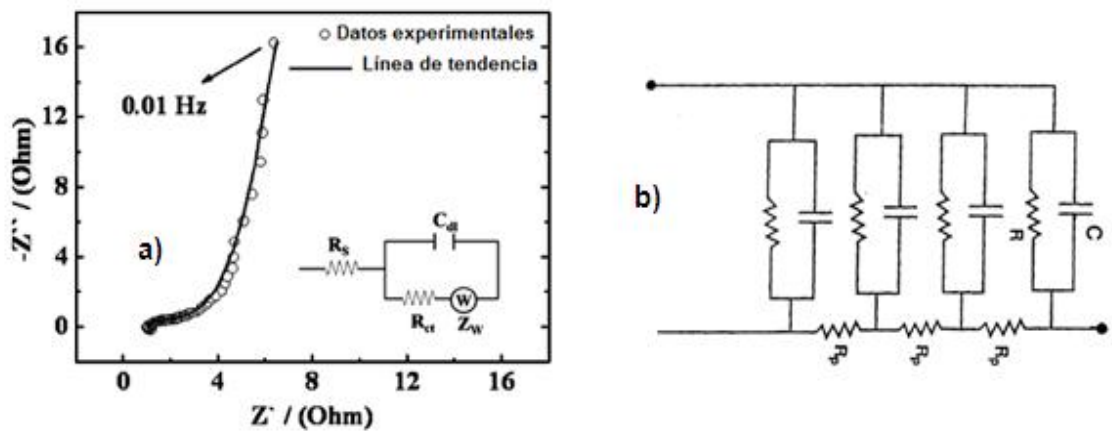 16
12
8
4
0
-Z`` / (Ohm)
Datos experimentales
Línea de tendencia
0.01 Hz
a)
C_dl
R_S
R_ct
W
Z_W
0 4 8 12 16
Z` / (Ohm)
b)
R
C
R_p R_p R_p